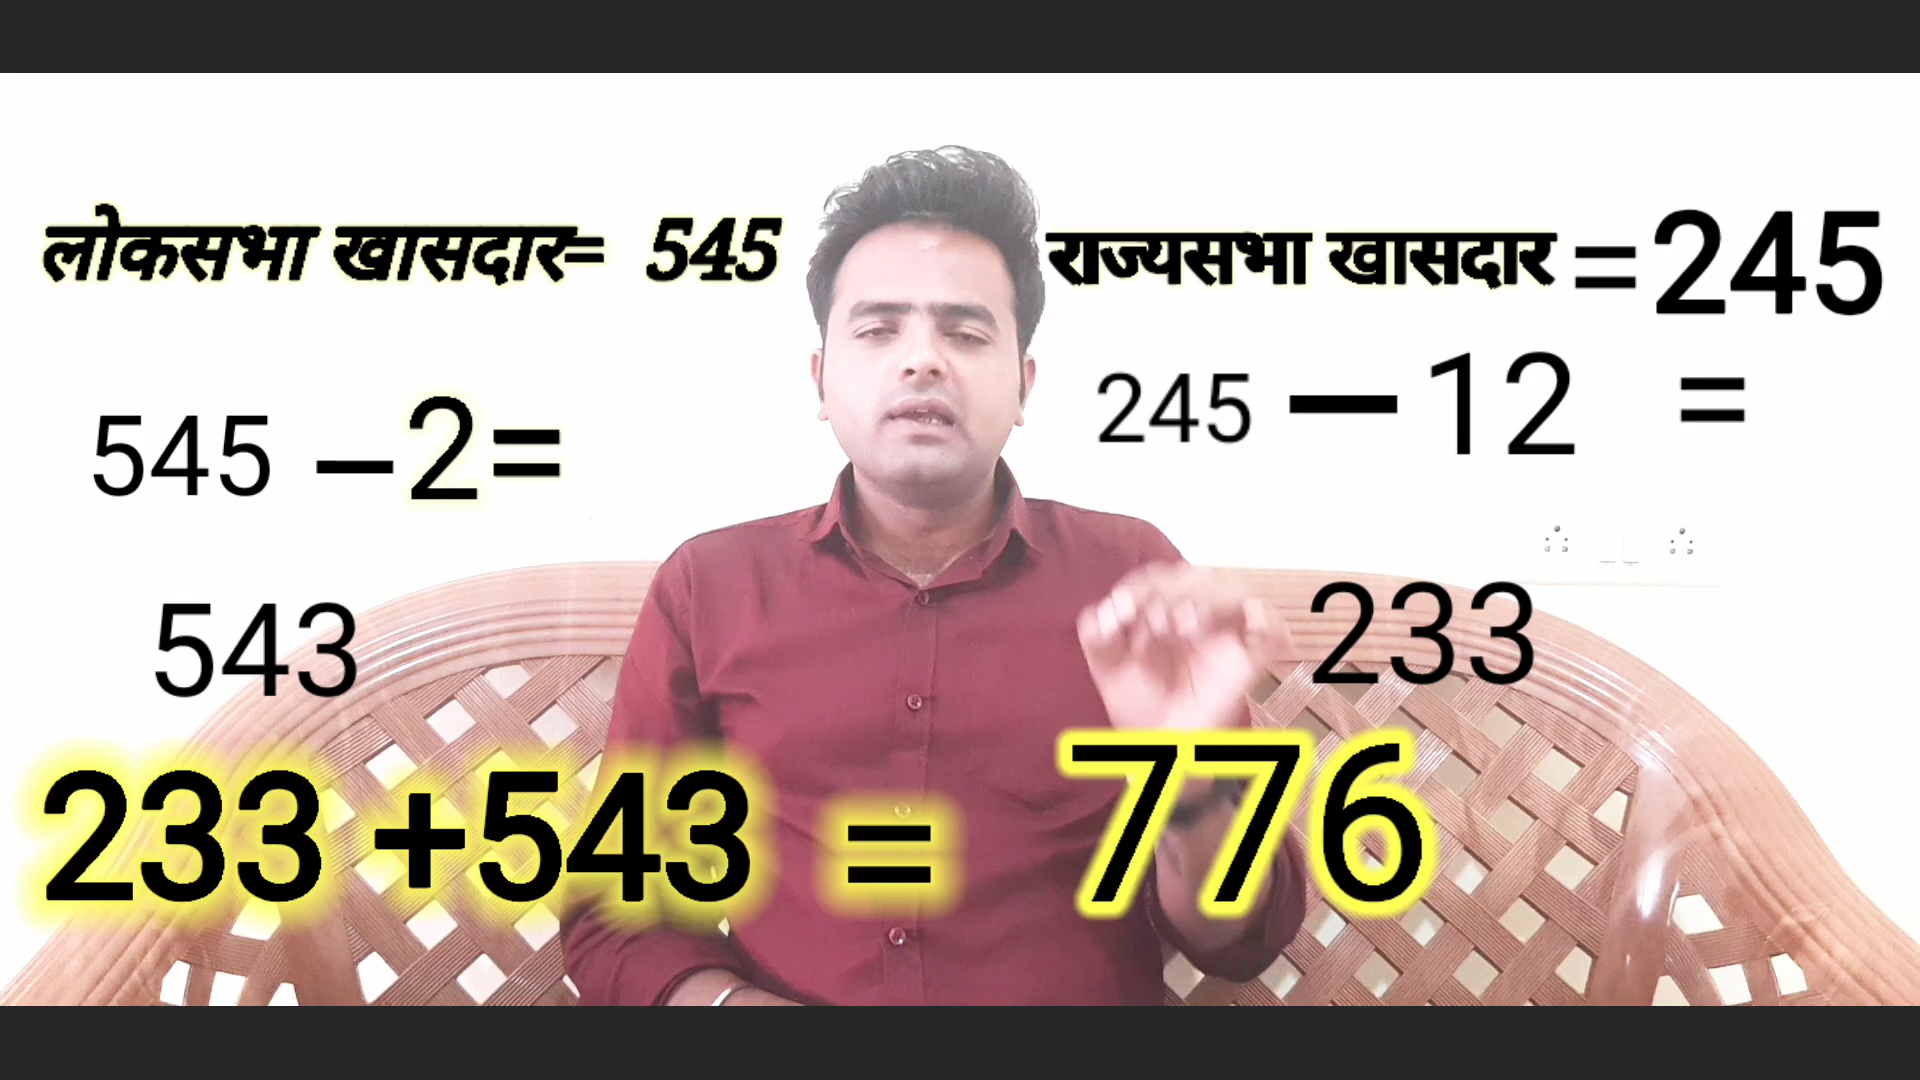 लोकसभा खासदार= 545
राज्यसभा खासदार =245
545 –2=
245 – 12 =
543
233
233 +543 = 776